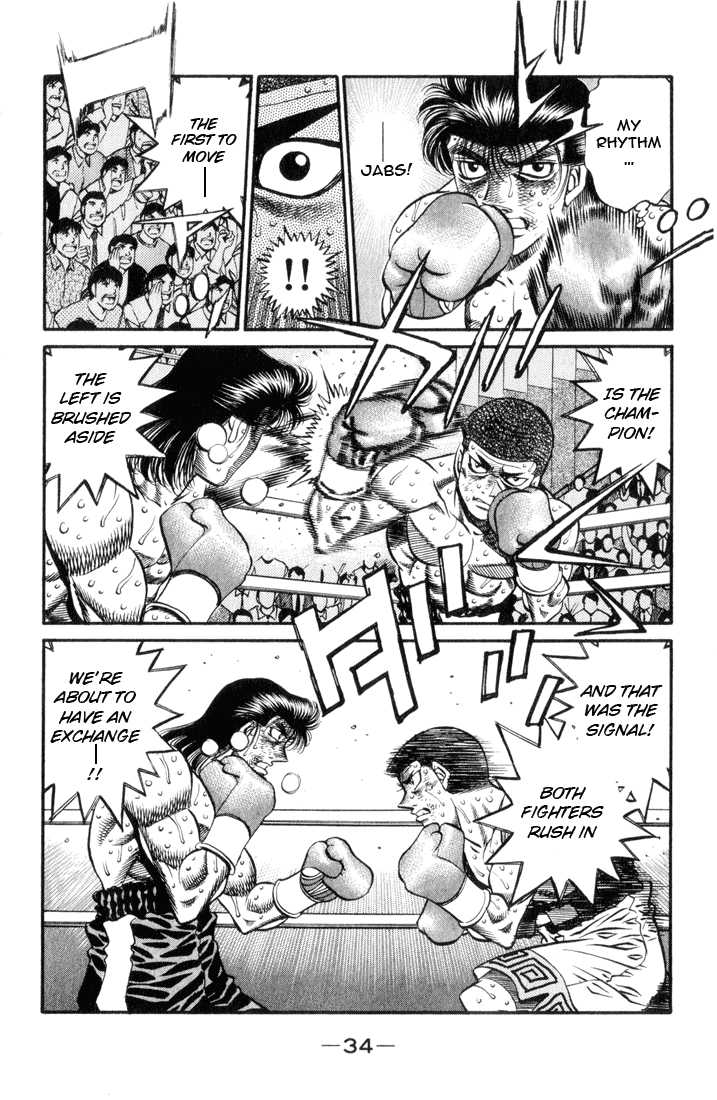 MY
RHYTHM
...
—
JABS!
!!
THE
FIRST TO
MOVE
—
IS THE
CHAM-
PION!
THE
LEFT IS
BRUSHED
ASIDE
AND THAT
WAS THE
SIGNAL!
BOTH
FIGHTERS
RUSH IN
WE'RE
ABOUT TO
HAVE AN
EXCHANGE
—
!!
—34—